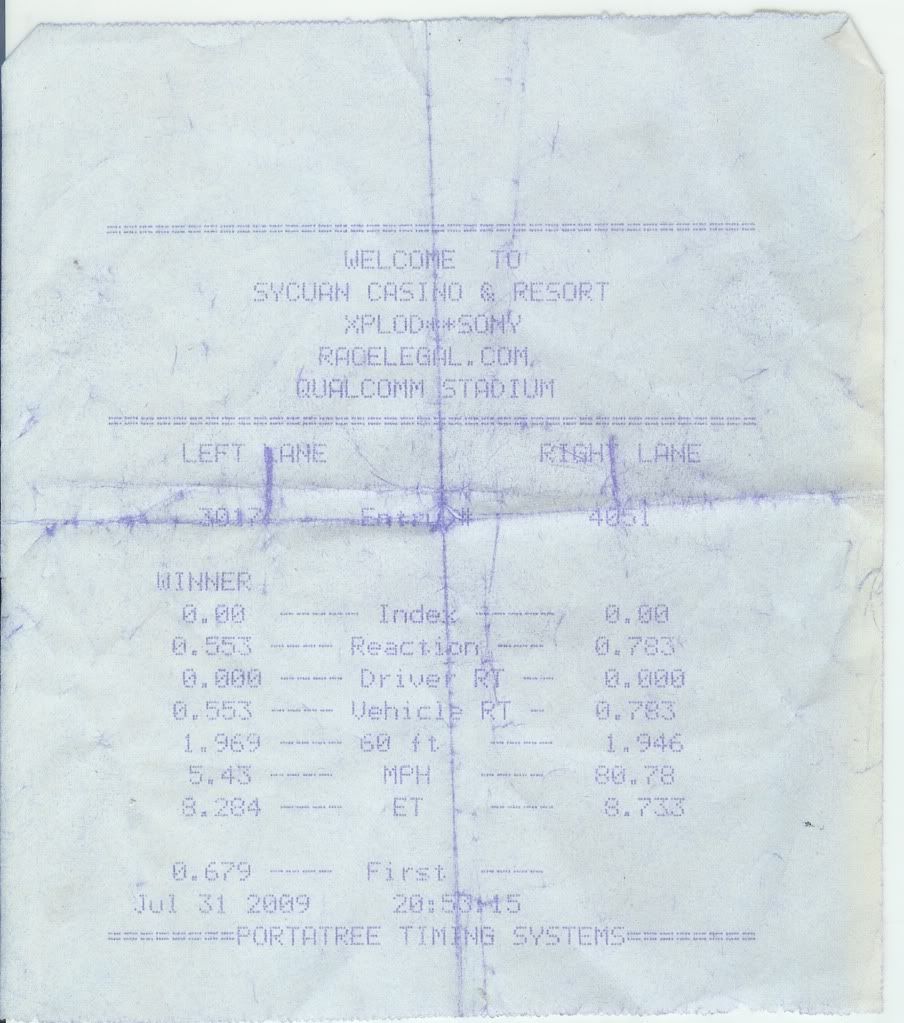 ===========================================================
WELCOME TO
SYCUAN CASINO & RESORT
XPLOD**SONY
RACELEGAL.COM
QUALCOMM STADIUM
===========================================================
LEFT LANE RIGHT LANE
3017 Entry # 4051
WINNER
0.00 ----- Index ----- 0.00
0.553 ---- Reaction --- 0.783
0.000 ---- Driver RT -- 0.000
0.553 ---- Vehicle RT - 0.783
1.969 ---- 60 ft ---- 1.946
5.43 ---- MPH ---- 80.78
8.284 ---- ET ---- 8.733
0.679 ---- First ----
Jul 31 2009 20:53:15
========PORTATREE TIMING SYSTEMS========